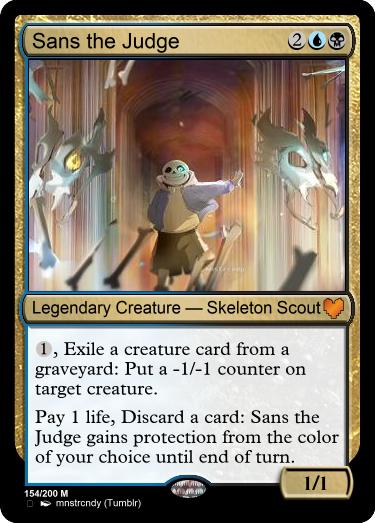 Sans the Judge 2
Legendary Creature — Skeleton Scout
1, Exile a creature card from a
graveyard: Put a -1/-1 counter on
target creature.
Pay 1 life, Discard a card: Sans the
Judge gains protection from the color
of your choice until end of turn.
1/1
154/200 M
mnstrcndy (Tumblr)